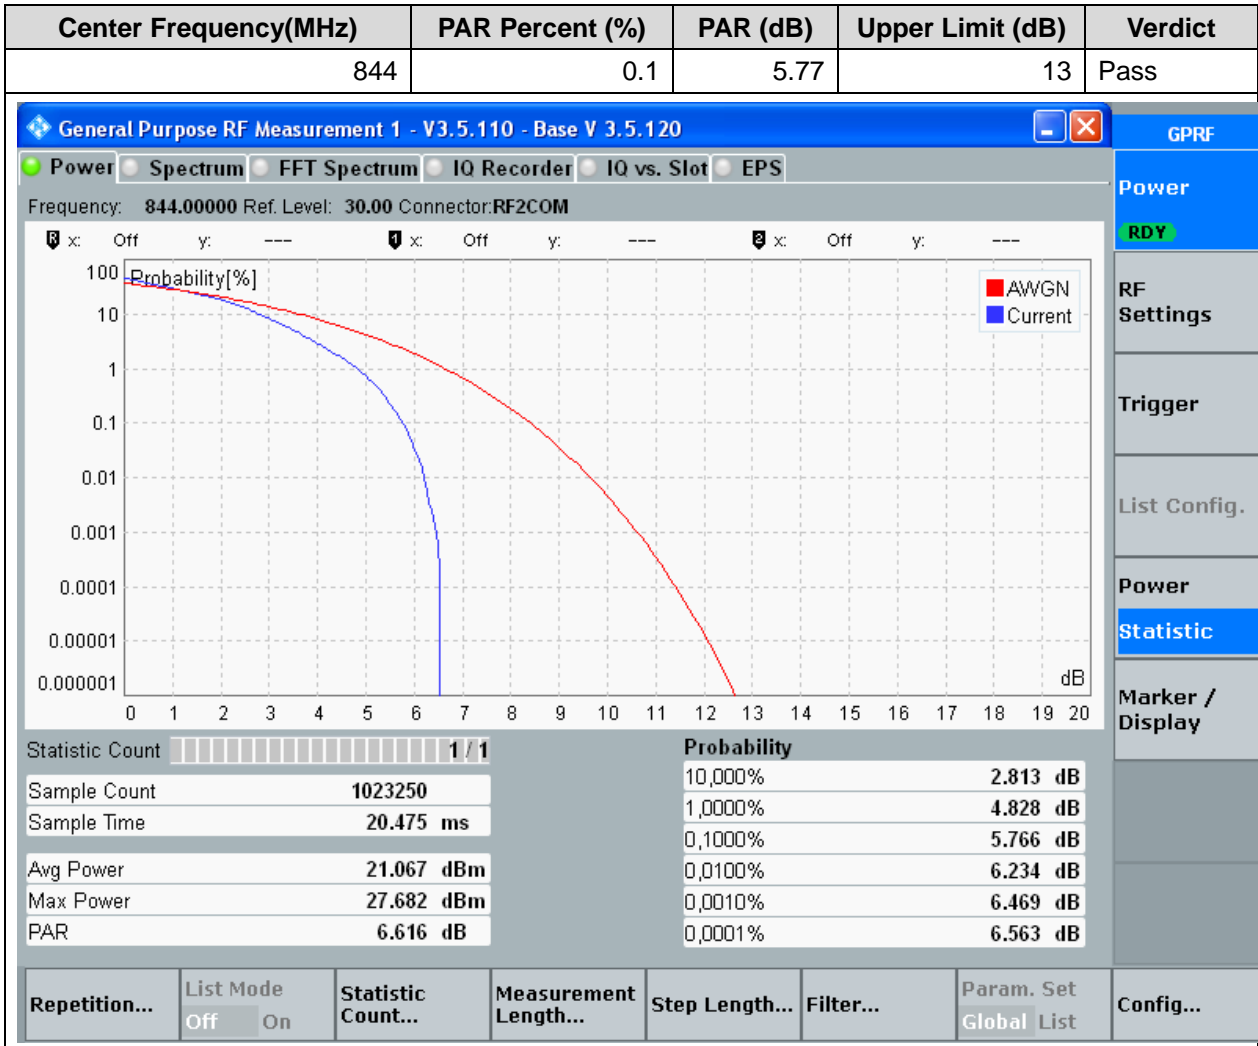 Center Frequency(MHz) PAR Percent (%) PAR (dB) Upper Limit (dB) Verdict
844 0.1 5.77 13 Pass
General Purpose RF Measurement 1 - V3.5.110 - Base V 3.5.120
GPRF
Power Spectrum FFT Spectrum IQ Recorder IQ vs. Slot EPS
Frequency: 844.00000 Ref. Level: 30.00 Connector:RF2COM
R x: Off y: --- 1 x: Off y: --- 2 x: Off y: ---
Probability[%]
100
10
1
0.1
0.01
0.001
0.0001
0.00001
0.000001
AWGN
Current
dB
0 1 2 3 4 5 6 7 8 9 10 11 12 13 14 15 16 17 18 19 20
Statistic Count 1 / 1
Sample Count 1023250
Sample Time 20.475 ms
Avg Power 21.067 dBm
Max Power 27.682 dBm
PAR 6.616 dB
Probability
10,000% 2.813 dB
1,0000% 4.828 dB
0,1000% 5.766 dB
0,0100% 6.234 dB
0,0010% 6.469 dB
0,0001% 6.563 dB
Power
RDY
RF
Settings
Trigger
List Config.
Power
Statistic
Marker /
Display
Repetition...
List Mode
Off On
Statistic
Count...
Measurement
Length...
Step Length...
Filter...
Param. Set
Global List
Config...